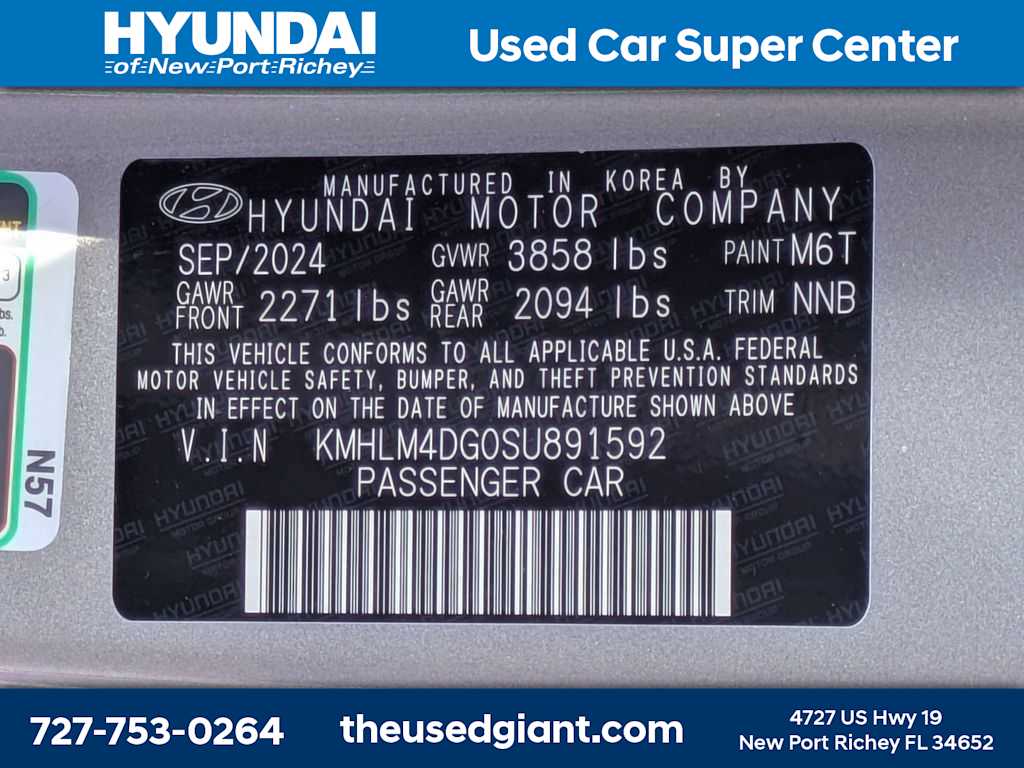 HYUNDAI
of New Port Richey
Used Car Super Center
MANUFACTURED IN KOREA BY
HYUNDAI MOTOR COMPANY
SEP/2024 GVWR 3858 lbs PAINT M6T
GAWR FRONT 2271 lbs GAWR REAR 2094 lbs TRIM NNB
THIS VEHICLE CONFORMS TO ALL APPLICABLE U.S.A. FEDERAL
MOTOR VEHICLE SAFETY, BUMPER, AND THEFT PREVENTION STANDARDS
IN EFFECT ON THE DATE OF MANUFACTURE SHOWN ABOVE
V.I.N KMHLM4DG0SU891592
PASSENGER CAR
N57
727-753-0264
theusedgiant.com
4727 US Hwy 19
New Port Richey FL 34652